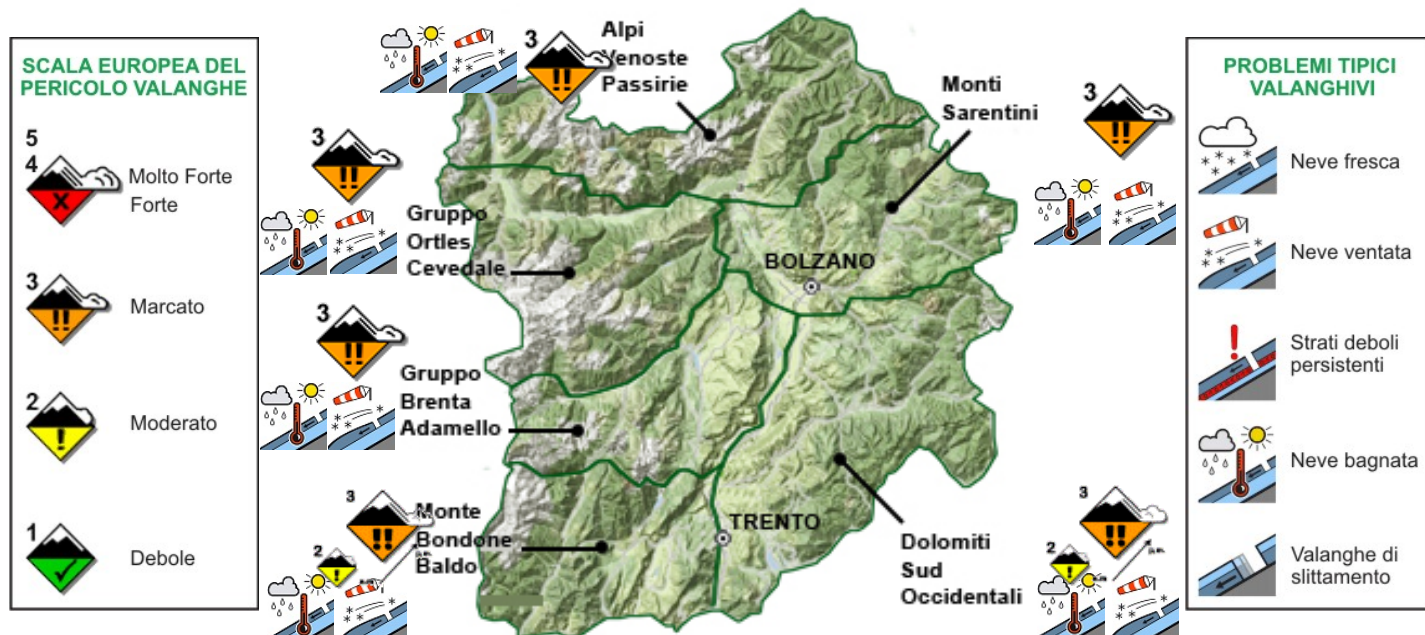 SCALA EUROPEA DEL
PERICOLO VALANGHE
5
4
Molto Forte
Forte
3
Marcato
2
Moderato
1
Debole
3
Alpi
Venoste
Passirie
Monti
Sarentini
3
3
Gruppo
Ortles
Cevedale
BOLZANO
3
Gruppo
Brenta
Adamello
3
2
Monte
Bondone
Baldo
TRENTO
Dolomiti
Sud
Occidentali
3
2
PROBLEMI TIPICI
VALANGHIVI
Neve fresca
Neve ventata
Strati deboli
persistenti
Neve bagnata
Valanghe di
slittamento